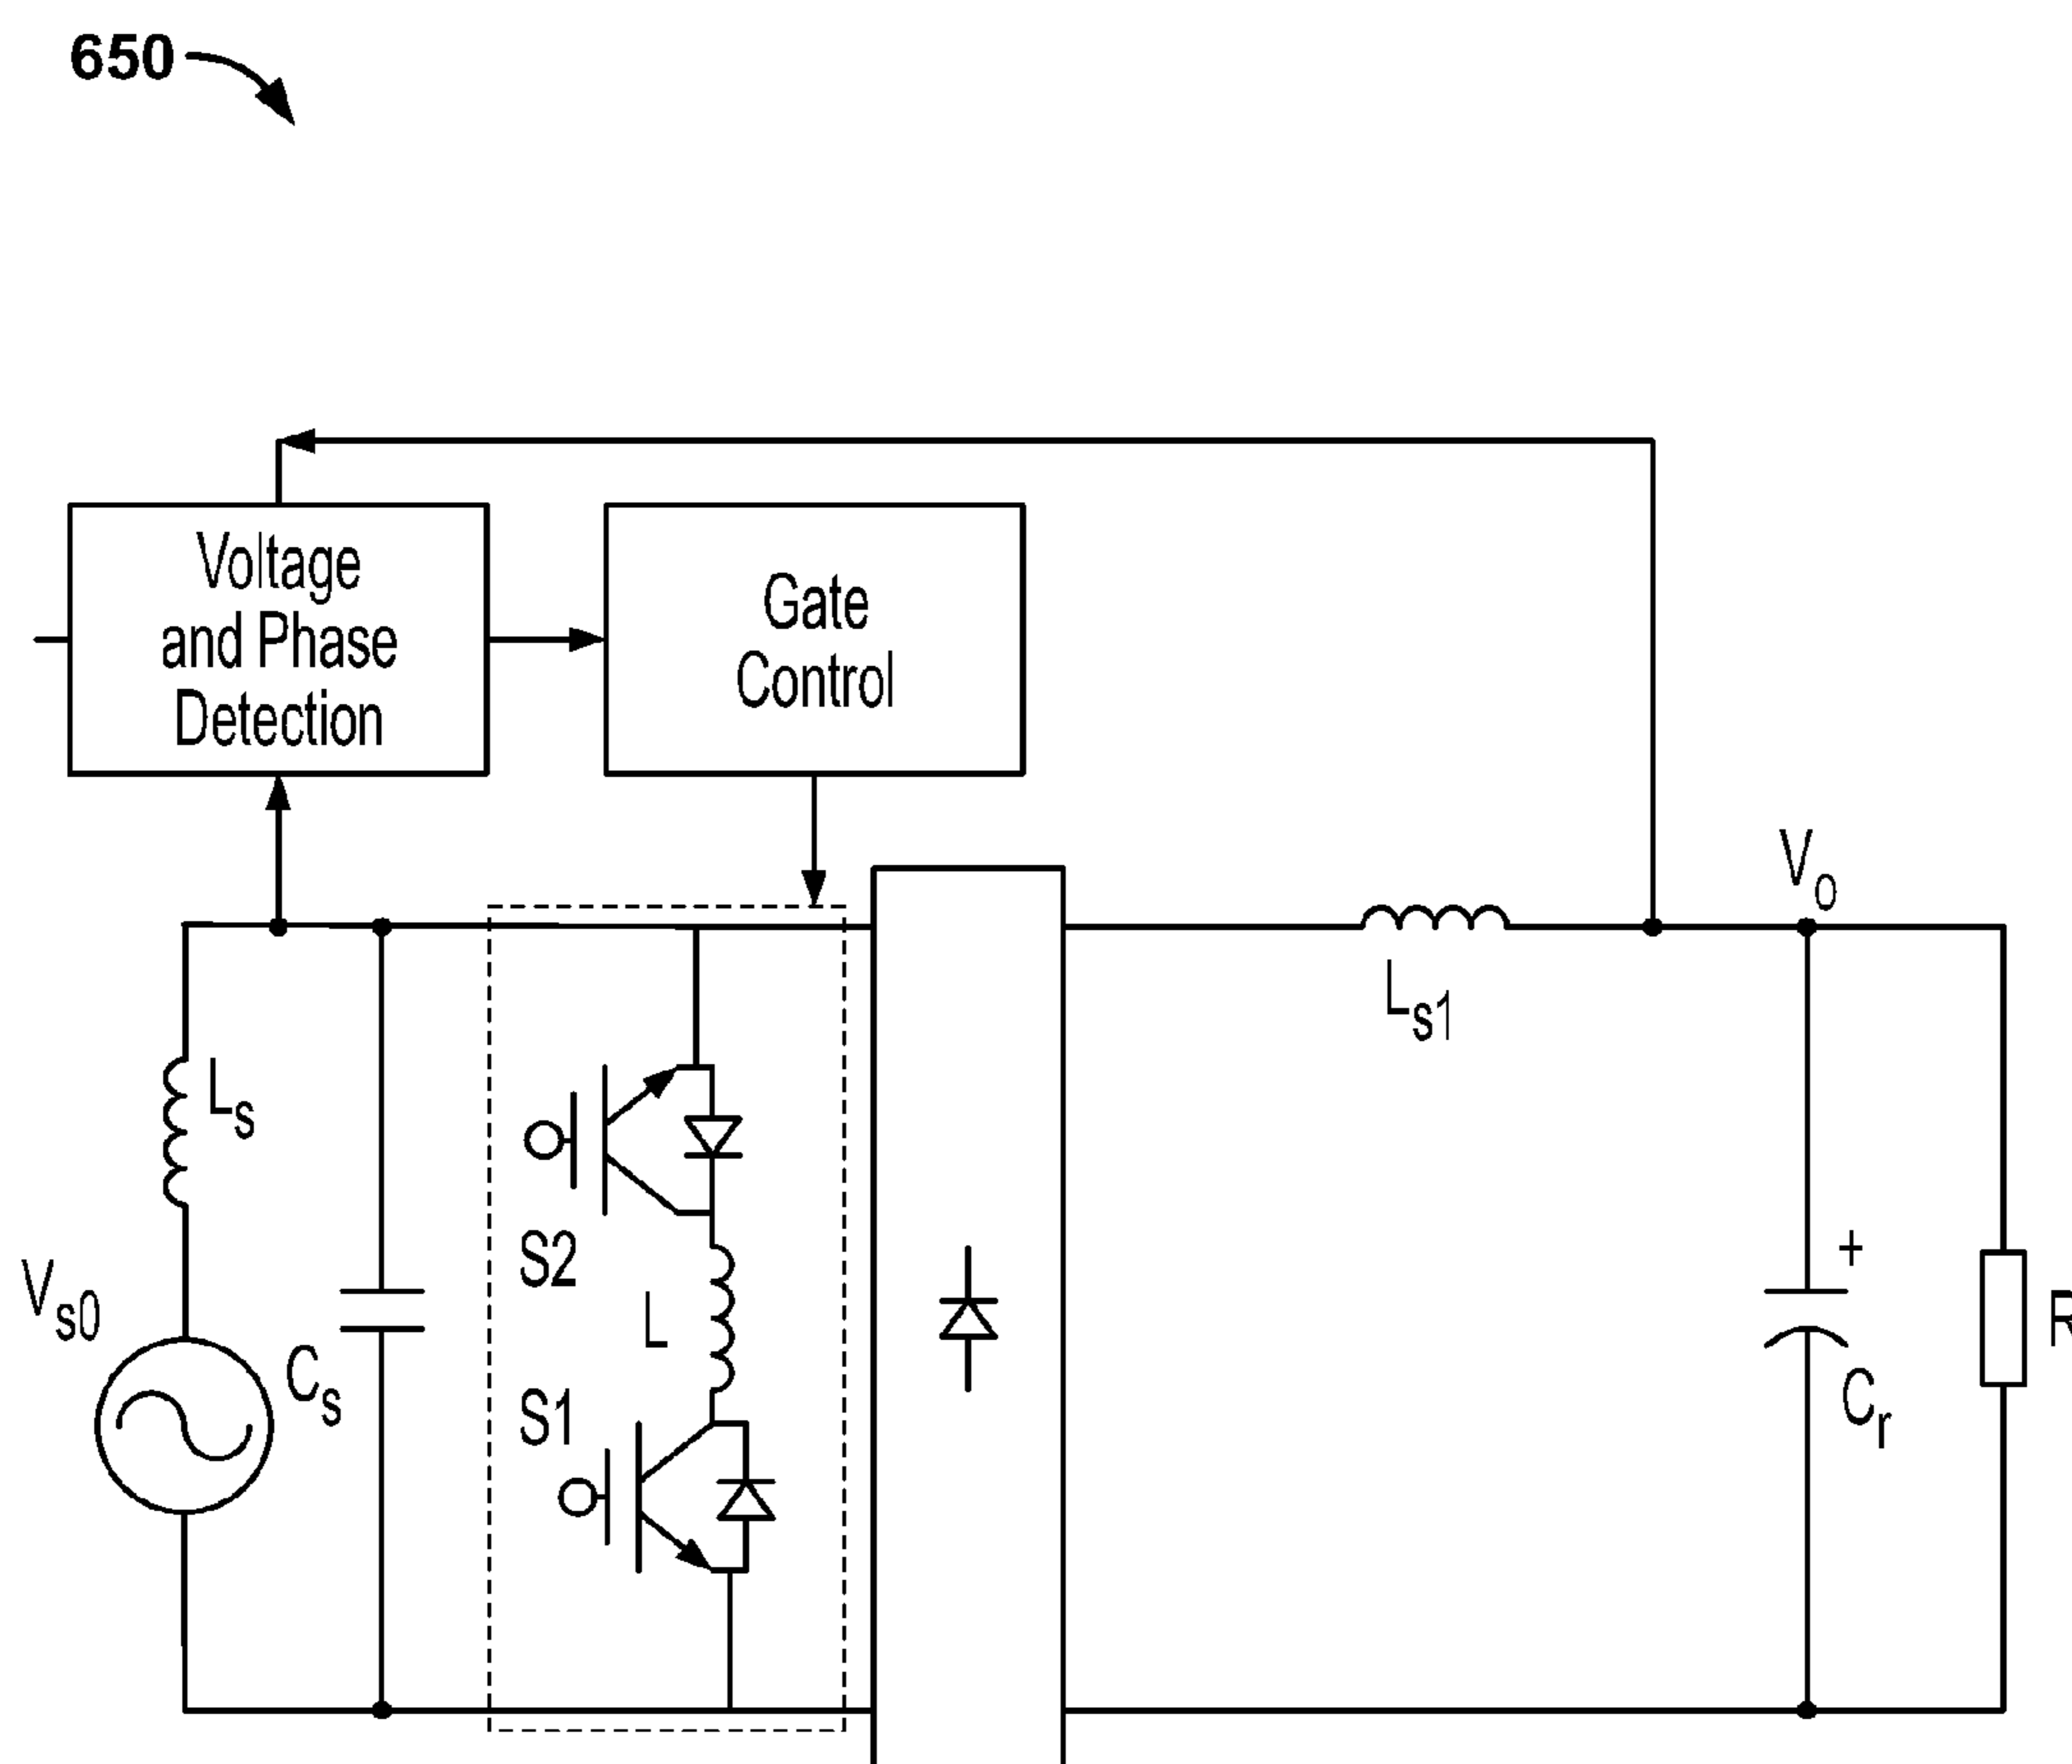 650
Voltage
and Phase
Detection
Gate
Control
Vo
Ls1
Ls
S2
Vs0
L
+
Cs
S1
Cr
R